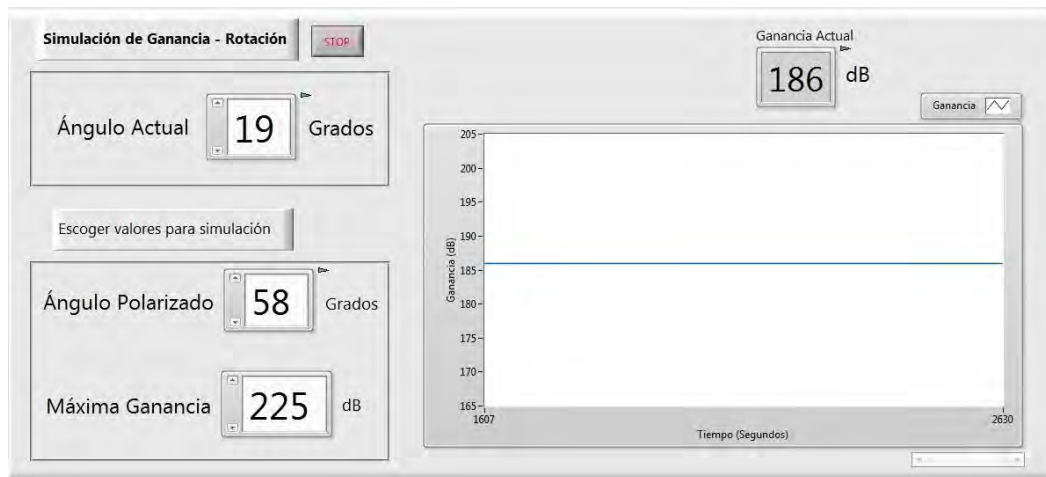 Simulación de Ganancia - Rotación
STOP
Ángulo Actual
19
Grados
Escoger valores para simulación
Ángulo Polarizado
58
Grados
Máxima Ganancia
225
dB
Ganancia Actual
186
dB
Ganancia
Ganancia (dB)
205
200
195
190
185
180
175
170
165
1607
2630
Tiempo (Segundos)